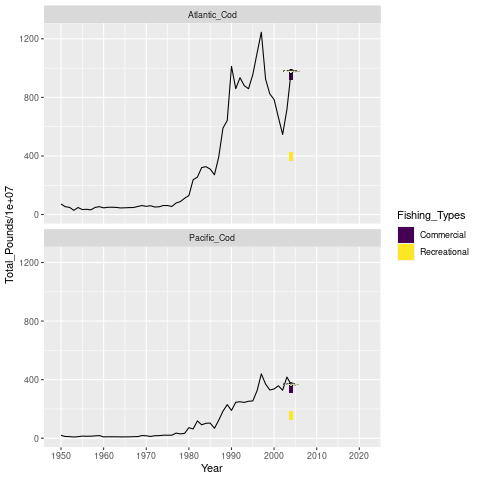 Atlantic_Cod
1200
800
400
0
Pacific_Cod
1200
800
400
0
1950 1960 1970 1980 1990 2000 2010 2020
Year
Total_Pounds/1e+07
Fishing_Types
Commercial
Recreational